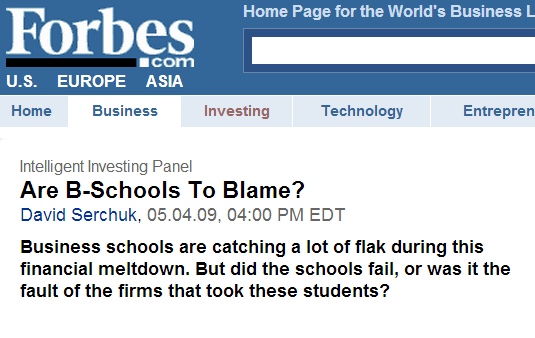 Forbes
.com
Home Page for the World's Business L
U.S. EUROPE ASIA
Home Business Investing Technology Entrepren
Intelligent Investing Panel
Are B-Schools To Blame?
David Serchuk, 05.04.09, 04:00 PM EDT
Business schools are catching a lot of flak during this
financial meltdown. But did the schools fail, or was it the
fault of the firms that took these students?